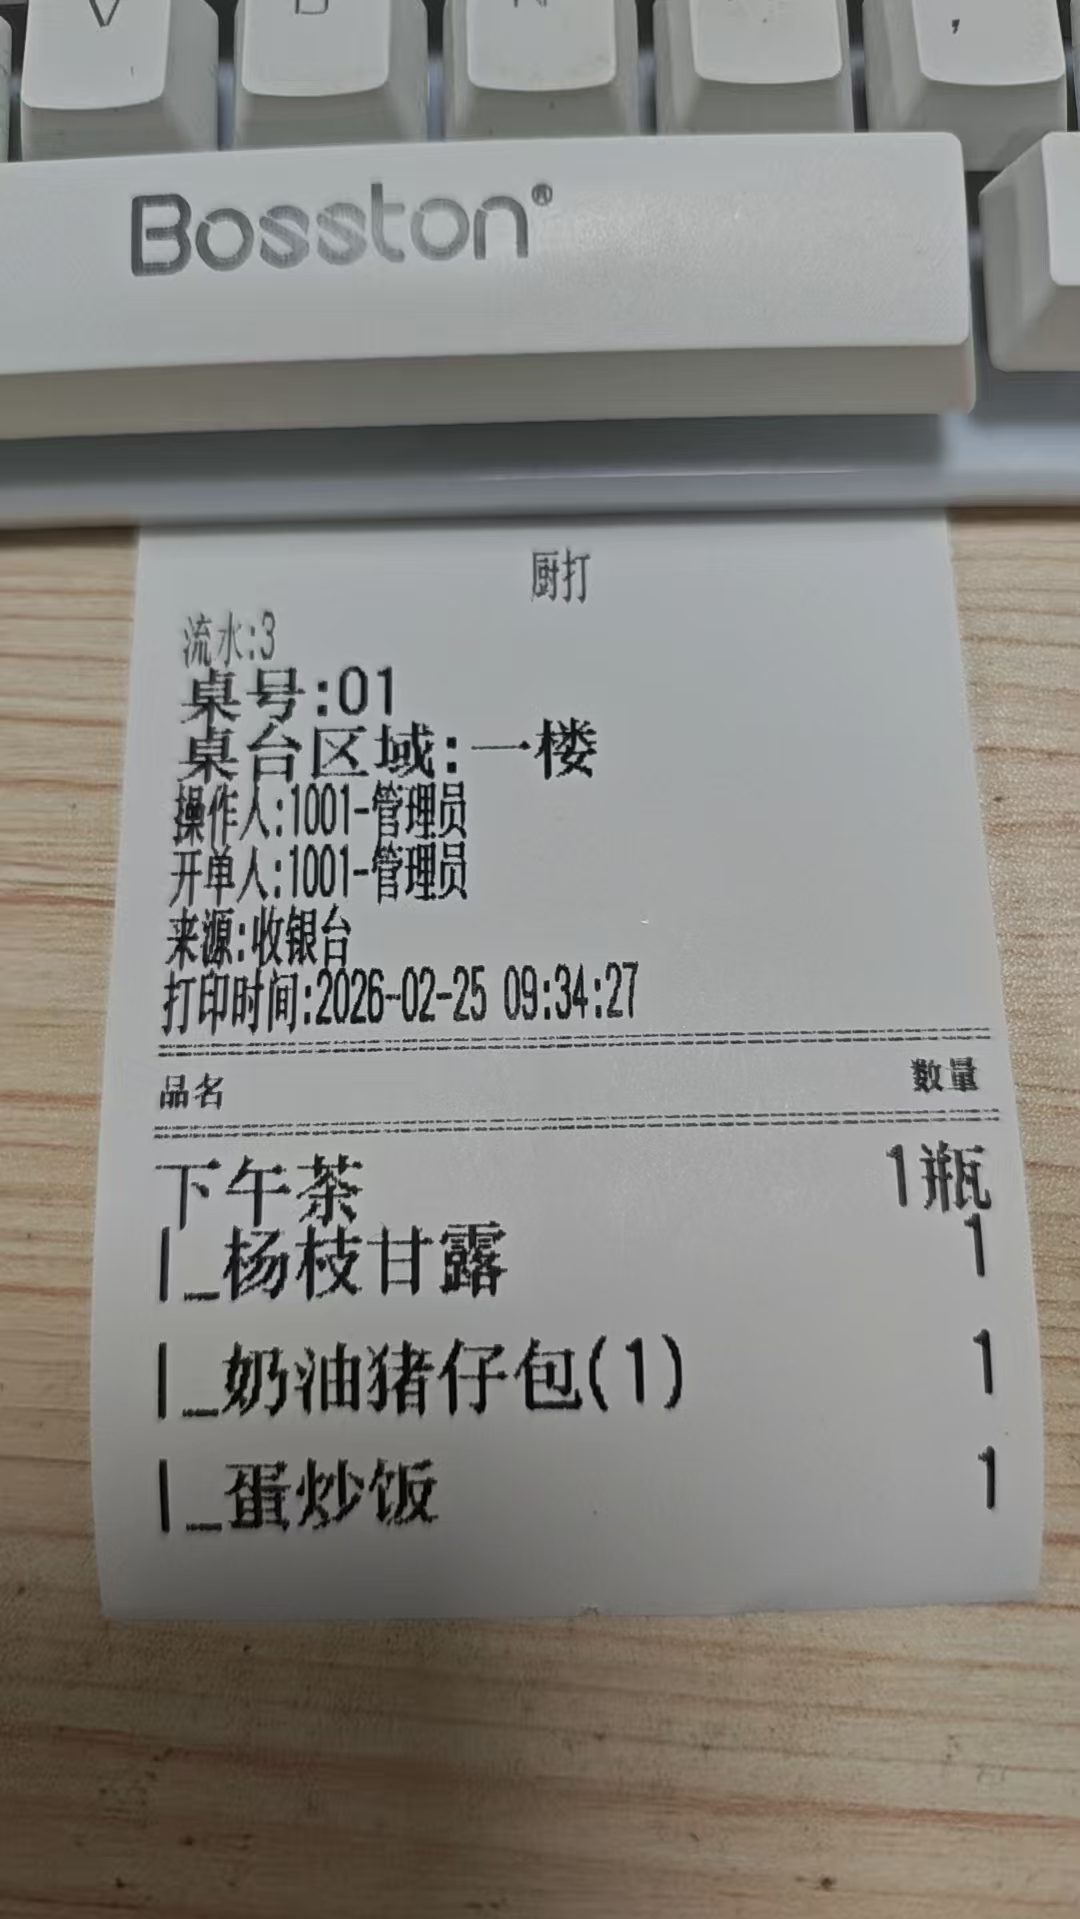 V
Bosston®
厨打
流水:3
桌号:01
桌台区域:一楼
操作人:1001-管理员
开单人:1001-管理员
来源:收银台
打印时间:2026-02-25 09:34:27
品名 数量
下午茶 1瓶
|_杨枝甘露 1
|_奶油猪仔包(1) 1
|_蛋炒饭 1